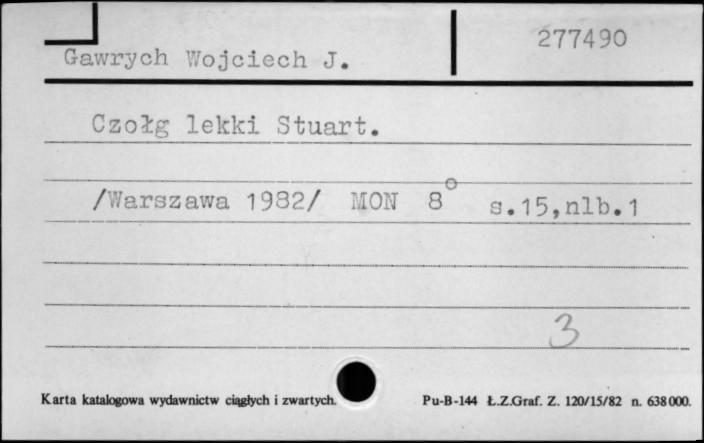 277490
Gawrych Wojciech J.
Czołg lekki Stuart.
/Warszawa 1982/ MON 8° s.15,nlb.1
3
Karta katalogowa wydawnictw ciągłych i zwartych. Pu-B-144 Ł.Z.Graf. Z. 120/15/82 n. 638000.